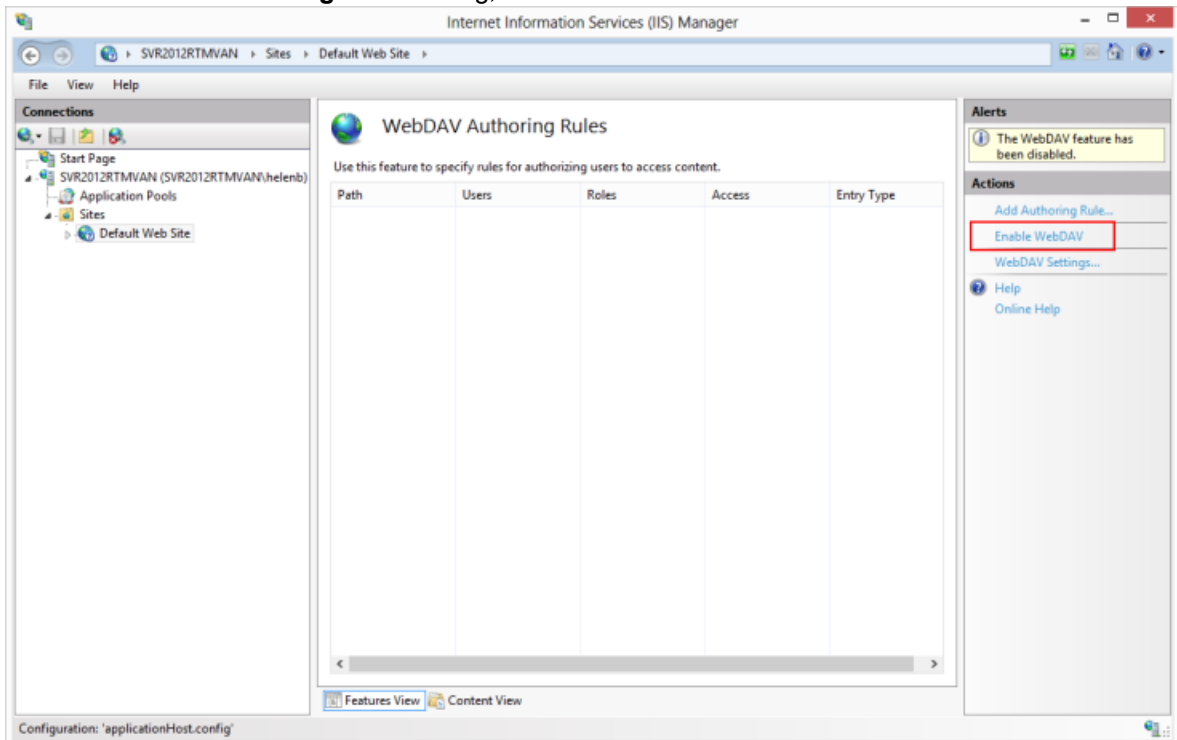 Internet Information Services (IIS) Manager
SVR2012RTMVAN Sites Default Web Site
File View Help
Connections
Start Page
SVR2012RTMVAN (SVR2012RTMVAN\helenb)
Application Pools
Sites
Default Web Site
WebDAV Authoring Rules
Use this feature to specify rules for authorizing users to access content.
Path Users Roles Access Entry Type
Features View Content View
Alerts
The WebDAV feature has
been disabled.
Actions
Add Authoring Rule...
Enable WebDAV
WebDAV Settings...
Help
Online Help
Configuration: 'applicationHost.config'